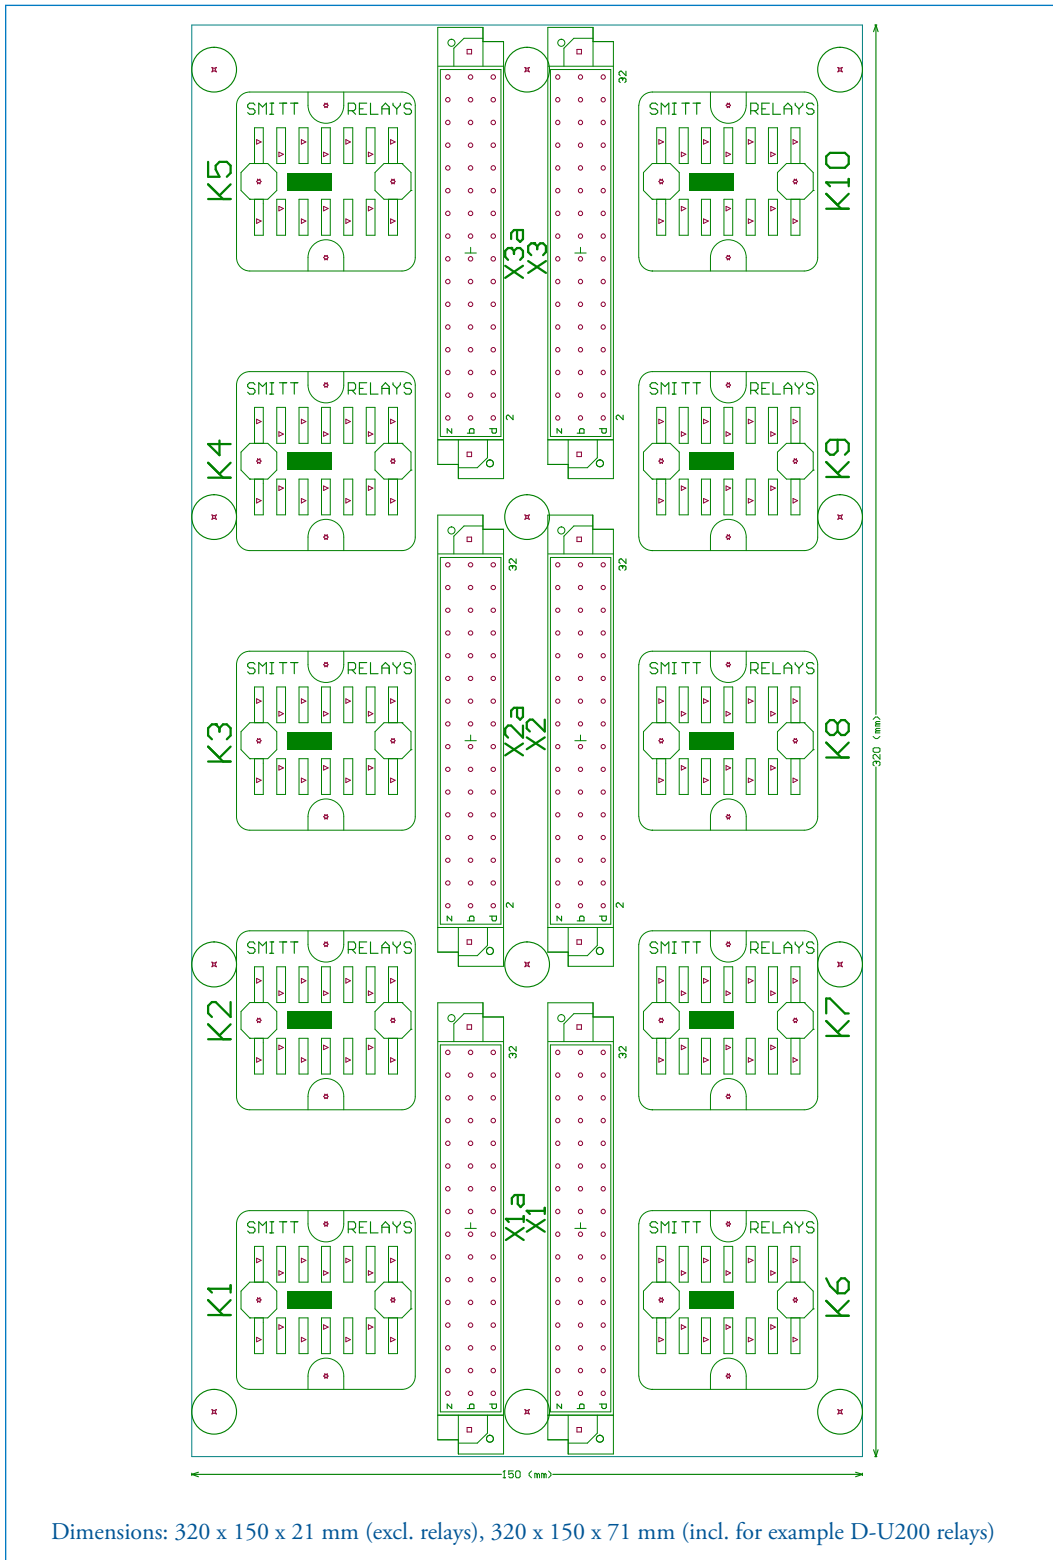 32
SMITT RELAYS
SMITT RELAYS
K5
K10
X3a
X3
2
2
z b d
z b d
SMITT RELAYS
SMITT RELAYS
K4
K9
32
32
SMITT RELAYS
SMITT RELAYS
K3
X2a
X2
K8
320 (mm)
2
2
z b d
z b d
SMITT RELAYS
SMITT RELAYS
K2
K7
32
32
X1a
X1
SMITT RELAYS
SMITT RELAYS
K1
K6
z b d
z b d
150 (mm)
Dimensions: 320 x 150 x 21 mm (excl. relays), 320 x 150 x 71 mm (incl. for example D-U200 relays)